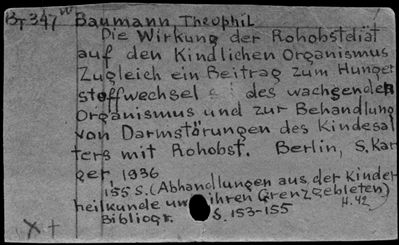 BT 347 W Baumann, Theophil
Die Wirkung der Rohobstdiät
auf den Kindlichen Organismus
Zugleich ein Beitrag zum Hunger
stoffwechsel des wachsenden
Organismus und zur Behandlung
von Darmstörungen des Kindesal
ters mit Rohobst. Berlin, S. Kar
ger, 1936
155 S. (Abhandlungen aus der Kinder
heilkunde und ihren Grenzgebieten)
H. 42
Bibliogr. S. 153-155